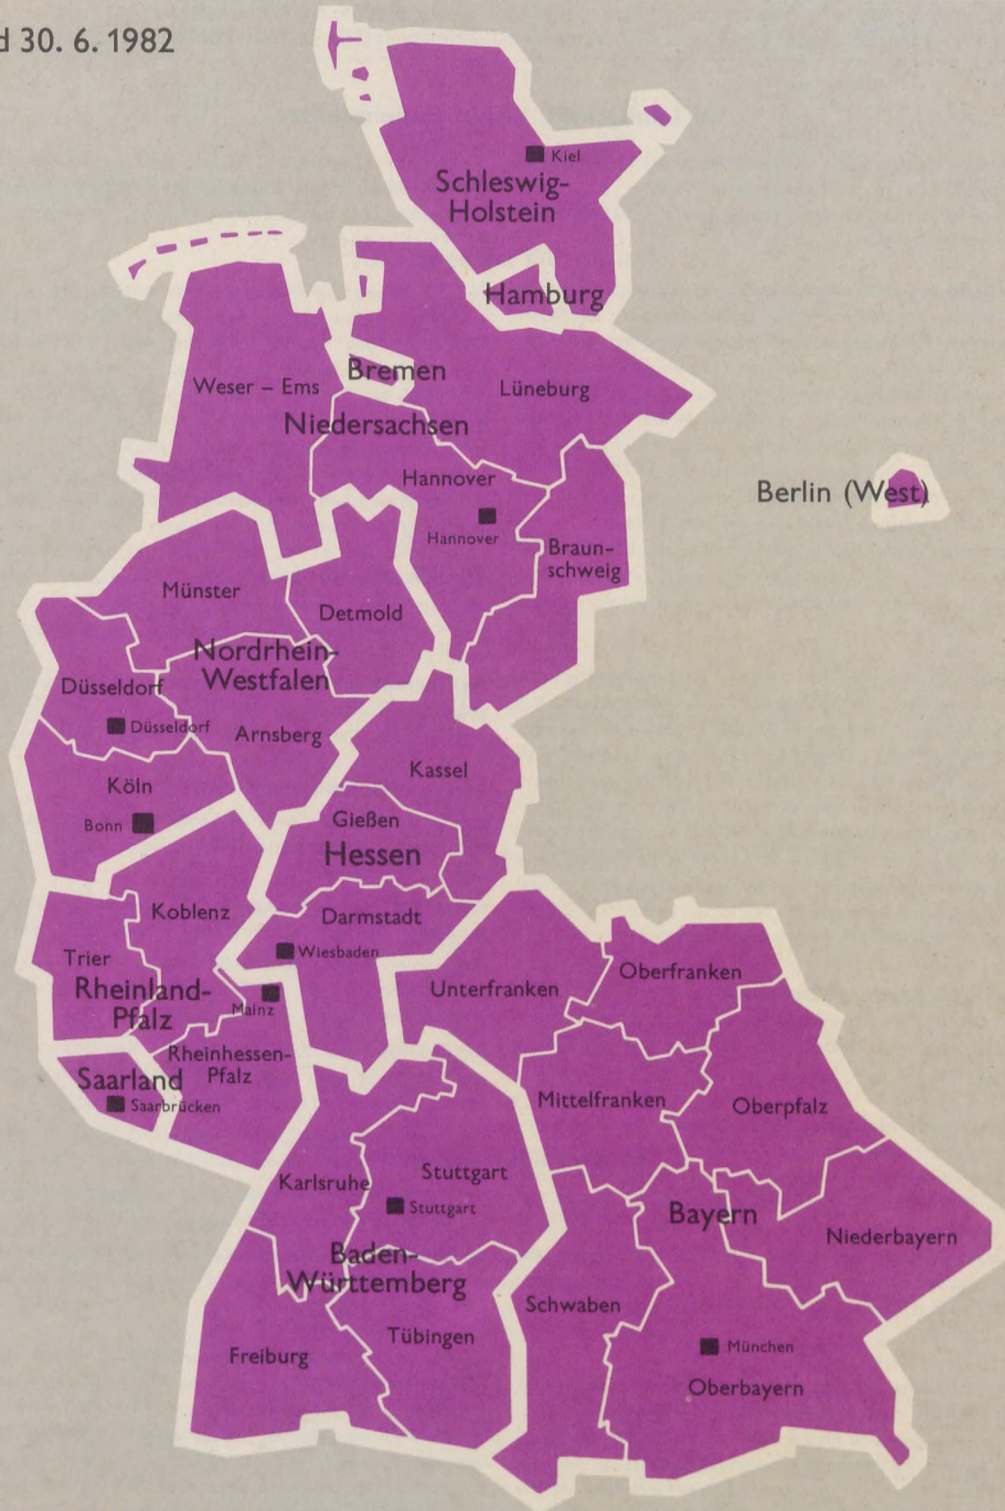 d 30. 6. 1982
Kiel
Schleswig-
Holstein
Hamburg
Bremen
Weser – Ems
Lüneburg
Niedersachsen
Hannover
Berlin (West)
Hannover
Braun-
schweig
Münster
Detmold
Nordrhein-
Westfalen
Düsseldorf
Düsseldorf
Arnsberg
Kassel
Köln
Bonn
Gießen
Hessen
Koblenz
Darmstadt
Wiesbaden
Trier
Rheinland-
Pfalz
Mainz
Unterfranken
Oberfranken
Rheinhessen-
Pfalz
Saarland
Saarbrücken
Mittelfranken
Oberpfalz
Karlsruhe
Stuttgart
Stuttgart
Bayern
Niederbayern
Baden-
Württemberg
Schwaben
Tübingen
Freiburg
München
Oberbayern